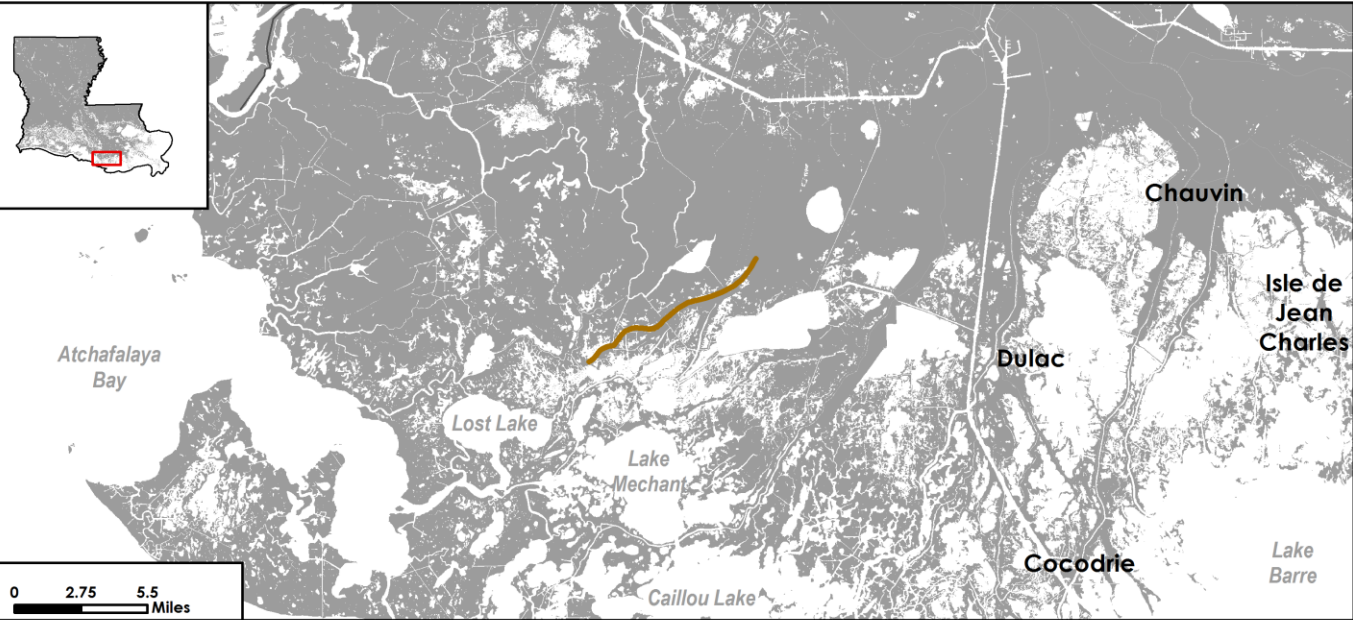 Chauvin
Isle de
Jean
Charles
Atchafalaya
Bay
Dulac
Lost Lake
Lake
Mechant
Cocodrie
Lake
Barre
Caillou Lake
0 2.75 5.5
Miles